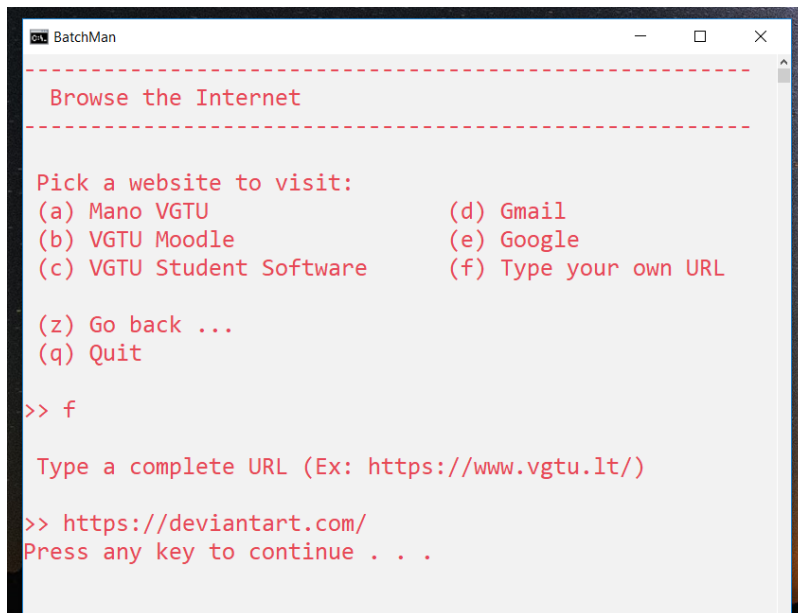 BatchMan
-------------------------------------------------------
Browse the Internet
-------------------------------------------------------
Pick a website to visit:
(a) Mano VGTU (d) Gmail
(b) VGTU Moodle (e) Google
(c) VGTU Student Software (f) Type your own URL
(z) Go back ...
(q) Quit
>> f
Type a complete URL (Ex: https://www.vgtu.lt/)
>> https://deviantart.com/
Press any key to continue . . .